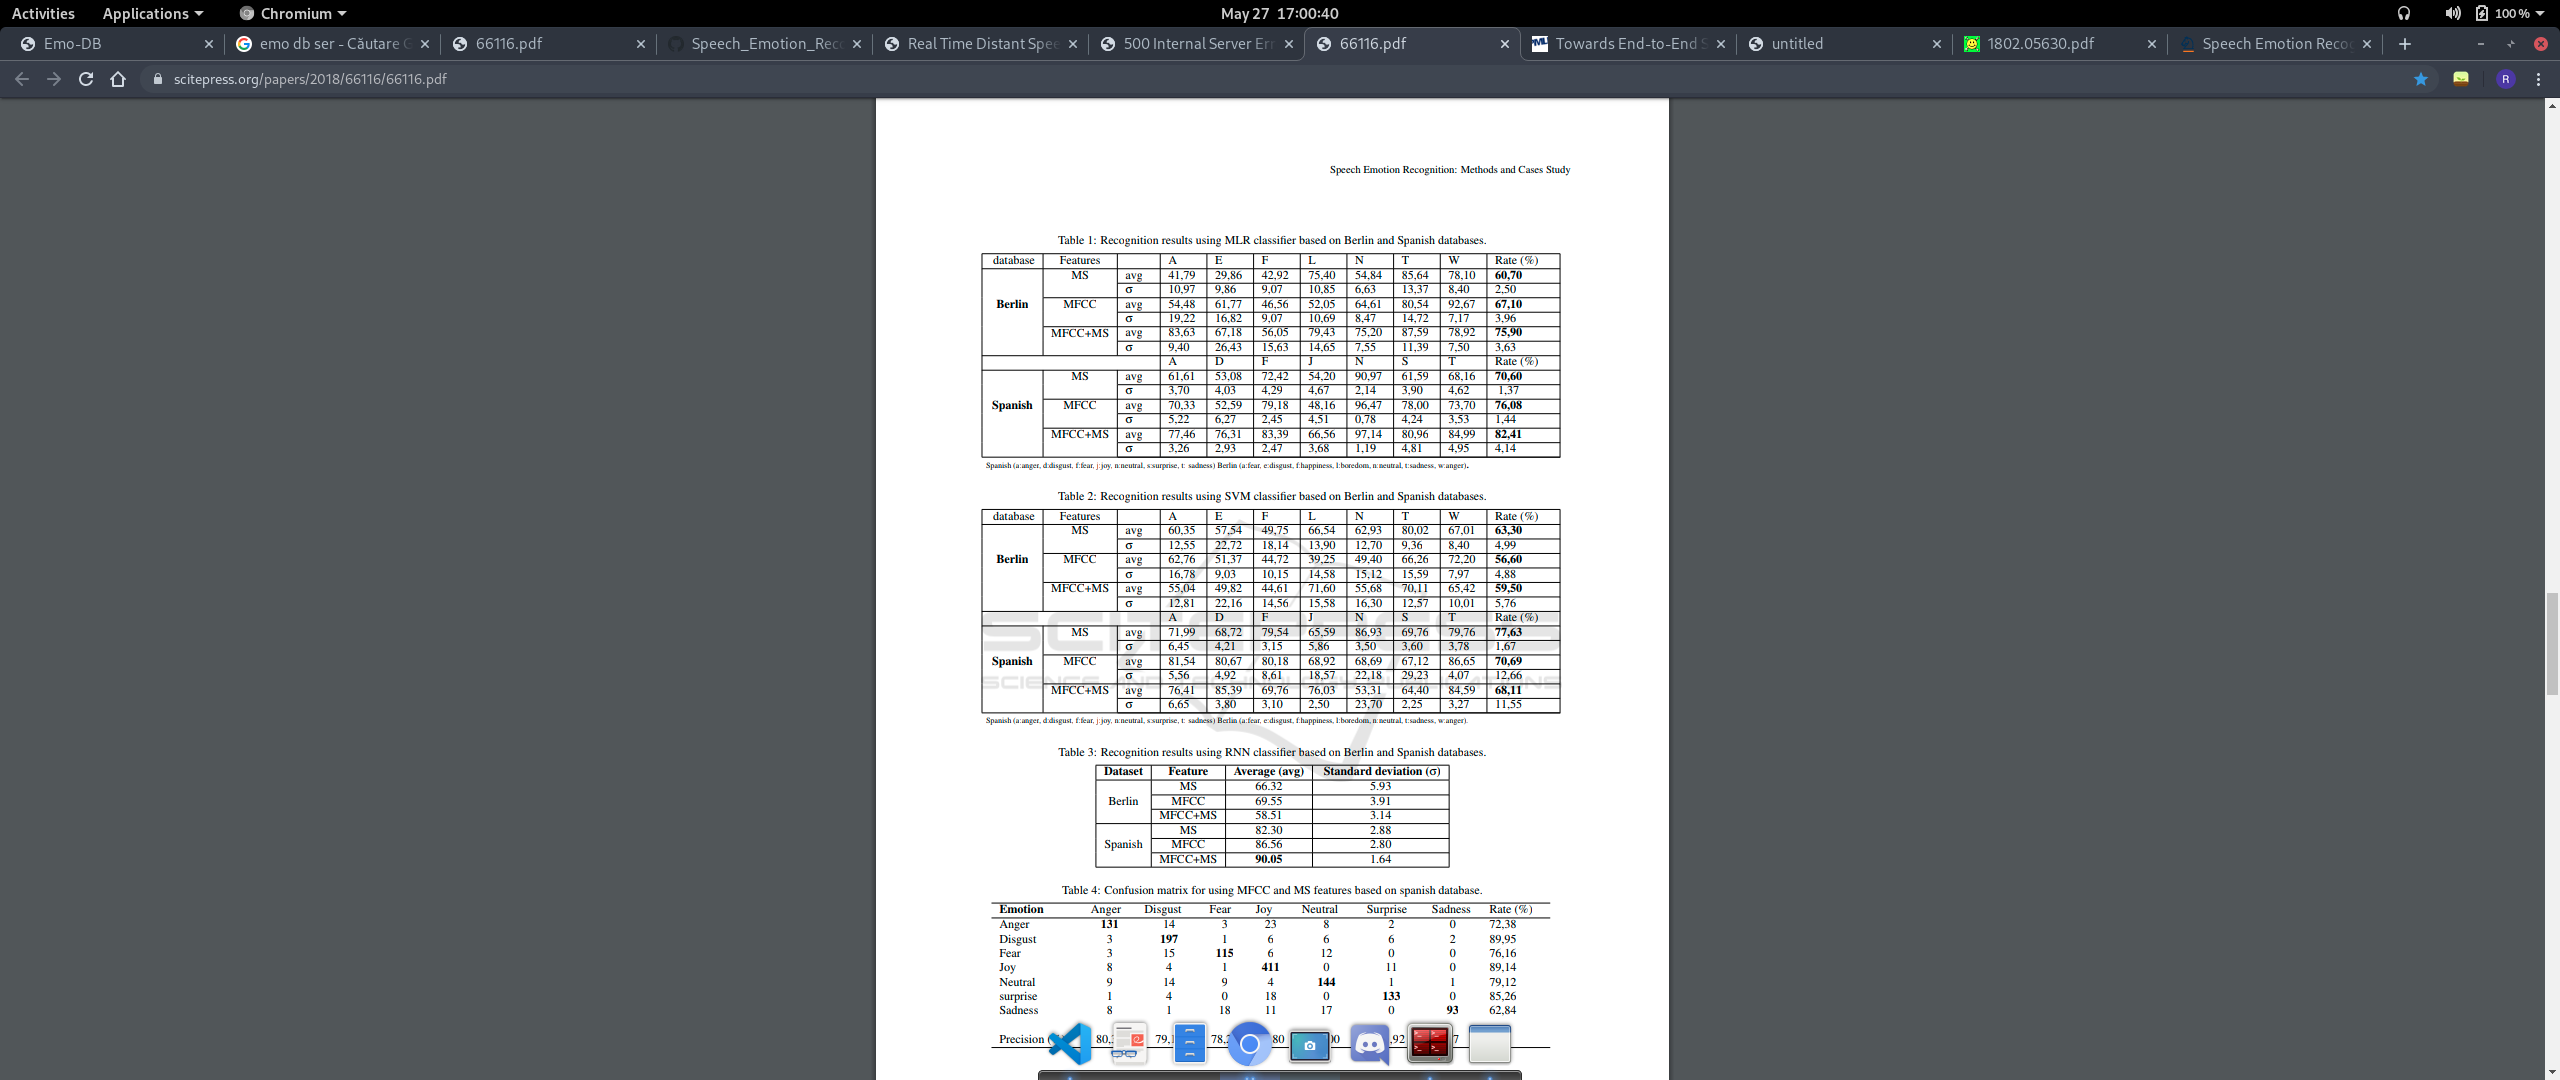 Activities Applications Chromium May 27 17:00:40 100 %
Emo-DB emo db ser - Căutare G 66116.pdf Speech_Emotion_Reco Real Time Distant Spee 500 Internal Server Err 66116.pdf Towards End-to-End S untitled 1802.05630.pdf Speech Emotion Recog
scitepress.org/papers/2018/66116/66116.pdf R
Speech Emotion Recognition: Methods and Cases Study
Table 1: Recognition results using MLR classifier based on Berlin and Spanish databases.
database Features A E F L N T W Rate (%)
MS avg 41,79 29,86 42,92 75,40 54,84 85,64 78,10 60,70
σ 10,97 9,86 9,07 10,85 6,63 13,37 8,40 2,50
Berlin MFCC avg 54,48 61,77 46,56 52,05 64,61 80,54 92,67 67,10
σ 19,22 16,82 9,07 10,69 8,47 14,72 7,17 3,96
MFCC+MS avg 83,63 67,18 56,05 79,43 75,20 87,59 78,92 75,90
σ 9,40 26,43 15,63 14,65 7,55 11,39 7,50 3,63
A D F J N S T Rate (%)
MS avg 61,61 53,08 72,42 54,20 90,97 61,59 68,16 70,60
σ 3,70 4,03 4,29 4,67 2,14 3,90 4,62 1,37
Spanish MFCC avg 70,33 52,59 79,18 48,16 96,47 78,00 73,70 76,08
σ 5,22 6,27 2,45 4,51 0,78 4,24 3,53 1,44
MFCC+MS avg 77,46 76,31 83,39 66,56 97,14 80,96 84,99 82,41
σ 3,26 2,93 2,47 3,68 1,19 4,81 4,95 4,14
Spanish (a:anger, d:disgust, f:fear, j:joy, n:neutral, s:surprise, t: sadness) Berlin (a:fear, e:disgust, f:happiness, l:boredom, n:neutral, t:sadness, w:anger).
Table 2: Recognition results using SVM classifier based on Berlin and Spanish databases.
database Features A E F L N T W Rate (%)
MS avg 60,35 57,54 49,75 66,54 62,93 80,02 67,01 63,30
σ 12,55 22,72 18,14 13,90 12,70 9,36 8,40 4,99
Berlin MFCC avg 62,76 51,37 44,72 39,25 49,40 66,26 72,20 56,60
σ 16,78 9,03 10,15 14,58 15,12 15,59 7,97 4,88
MFCC+MS avg 55,04 49,82 44,61 71,60 55,68 70,11 65,42 59,50
σ 12,81 22,16 14,56 15,58 16,30 12,57 10,01 5,76
A D F J N S T Rate (%)
MS avg 71,99 68,72 79,54 65,59 86,93 69,76 79,76 77,63
σ 6,45 4,21 3,15 5,86 3,50 3,60 3,78 1,67
Spanish MFCC avg 81,54 80,67 80,18 68,92 68,69 67,12 86,65 70,69
σ 5,56 4,92 8,61 18,57 22,18 29,23 4,07 12,66
MFCC+MS avg 76,41 85,39 69,76 76,03 53,31 64,40 84,59 68,11
σ 6,65 3,80 3,10 2,50 23,70 2,25 3,27 11,55
SCITEPRESS
SCIENCE AND TECHNOLOGY PUBLICATIONS
Spanish (a:anger, d:disgust, f:fear, j:joy, n:neutral, s:surprise, t: sadness) Berlin (a:fear, e:disgust, f:happiness, l:boredom, n:neutral, t:sadness, w:anger).
Table 3: Recognition results using RNN classifier based on Berlin and Spanish databases.
Dataset Feature Average (avg) Standard deviation (σ)
MS 66.32 5.93
Berlin MFCC 69.55 3.91
MFCC+MS 58.51 3.14
MS 82.30 2.88
Spanish MFCC 86.56 2.80
MFCC+MS 90.05 1.64
Table 4: Confusion matrix for using MFCC and MS features based on spanish database.
Emotion Anger Disgust Fear Joy Neutral Surprise Sadness Rate (%)
Anger 131 14 3 23 8 2 0 72,38
Disgust 3 197 1 6 6 6 2 89,95
Fear 3 15 115 6 12 0 0 76,16
Joy 8 4 1 411 0 11 0 89,14
Neutral 9 14 9 4 144 1 1 79,12
surprise 1 4 0 18 0 133 0 85,26
Sadness 8 1 18 11 17 0 93 62,84
Precision